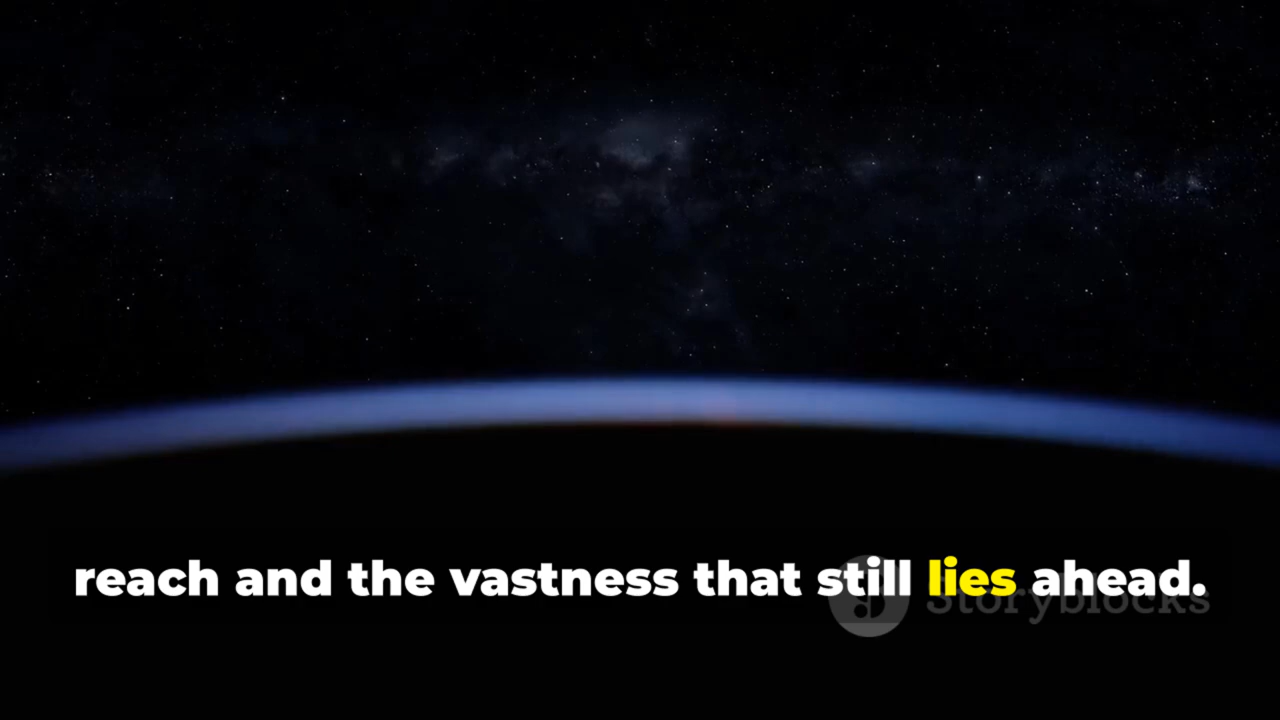 reach and the vastness that still lies ahead.
Storyblocks